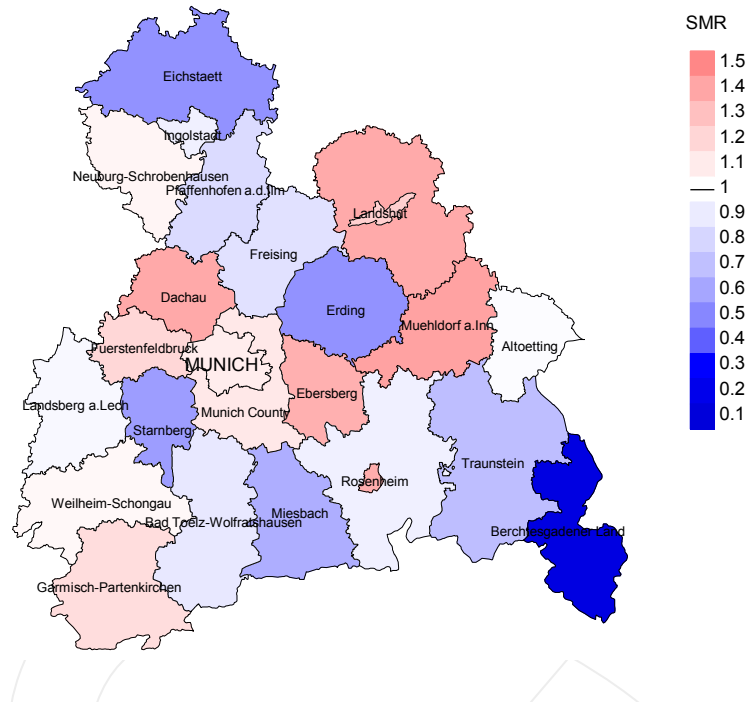 SMR
1.5
1.4
1.3
1.2
1.1
1
0.9
0.8
0.7
0.6
0.5
0.4
0.3
0.2
0.1
Eichstaett
Ingolstadt
Neuburg-Schrobenhausen
Pfaffenhofen a.d.Ilm
Landshut
Freising
Dachau
Erding
Muehldorf a.Inn
Altoetting
Fuerstenfeldbruck
MUNICH
Ebersberg
Landsberg a.Lech
Munich County
Starnberg
Traunstein
Rosenheim
Weilheim-Schongau
Miesbach
Bad Toelz-Wolfratshausen
Berchtesgadener Land
Garmisch-Partenkirchen